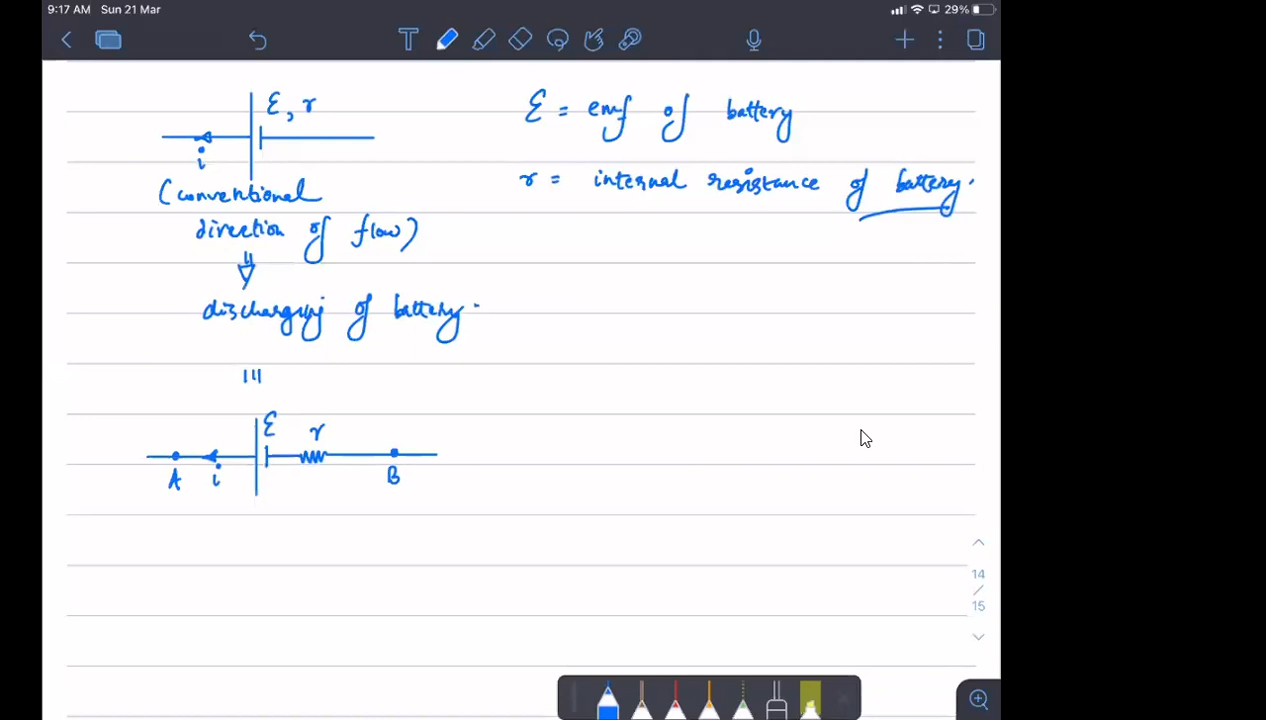 9:17 AM Sun 21 Mar
29%
Ɛ, r
i
(conventional
direction of flow)
discharging of battery.
Ɛ = emf of battery
r = internal resistance of battery.
Ɛ r
A i B
14
/
15